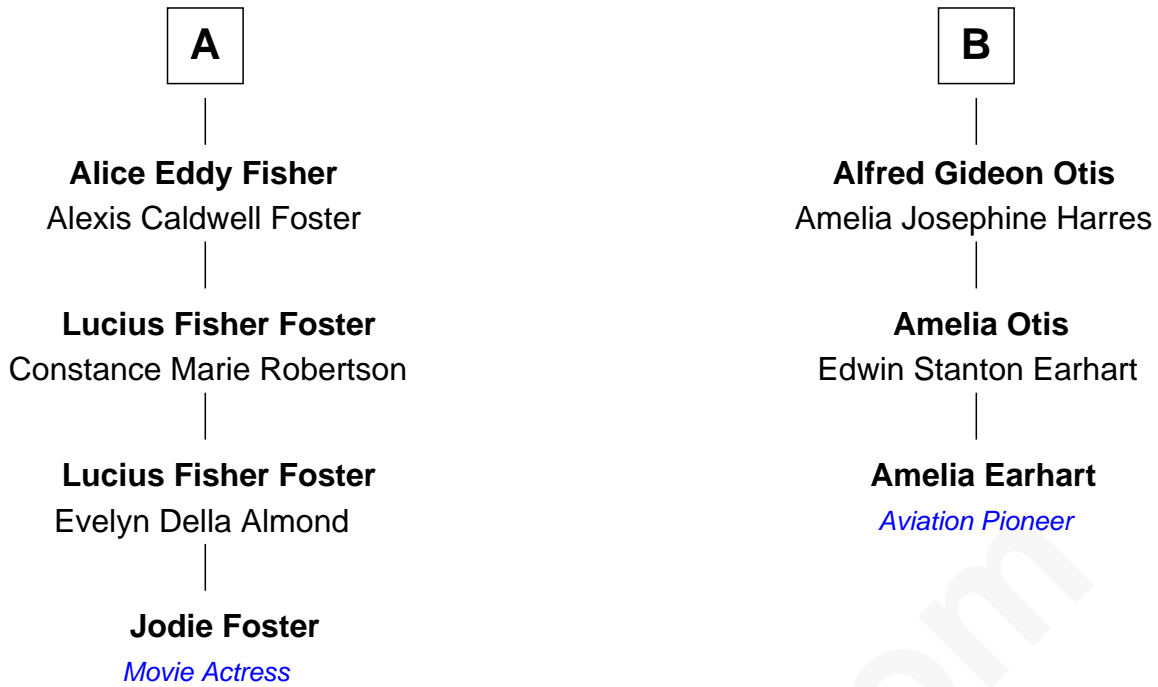 A
Alice Eddy Fisher
Alexis Caldwell Foster
Lucius Fisher Foster
Constance Marie Robertson
Lucius Fisher Foster
Evelyn Della Almond
Jodie Foster
Movie Actress
B
Alfred Gideon Otis
Amelia Josephine Harres
Amelia Otis
Edwin Stanton Earhart
Amelia Earhart
Aviation Pioneer